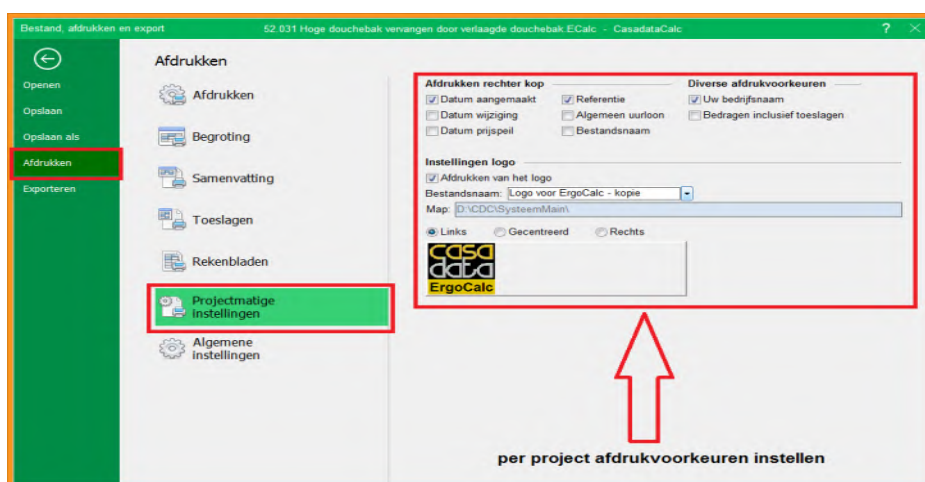 Bestand, afdrukken en export
52.031 Hoge douchebak vervangen door verlaagde douchebak.ECalc - CasadataCalc
?
Openen
Opslaan
Opslaan als
Afdrukken
Exporteren
Afdrukken
Afdrukken
Begroting
Samenvatting
Toeslagen
Rekenbladen
Projectmatige
instellingen
Algemene
instellingen
Afdrukken rechter kop
Diverse afdrukvoorkeuren
Datum aangemaakt
Referentie
Uw bedrijfsnaam
Datum wijziging
Algemeen uurloon
Bedragen inclusief toeslagen
Datum prijspeil
Bestandsnaam
Instellingen logo
Afdrukken van het logo
Bestandsnaam: Logo voor ErgoCalc - kopie
Map: D:\CDC\SysteemMain\
Links
Gecentreerd
Rechts
casa
data
ErgoCalc
per project afdrukvoorkeuren instellen